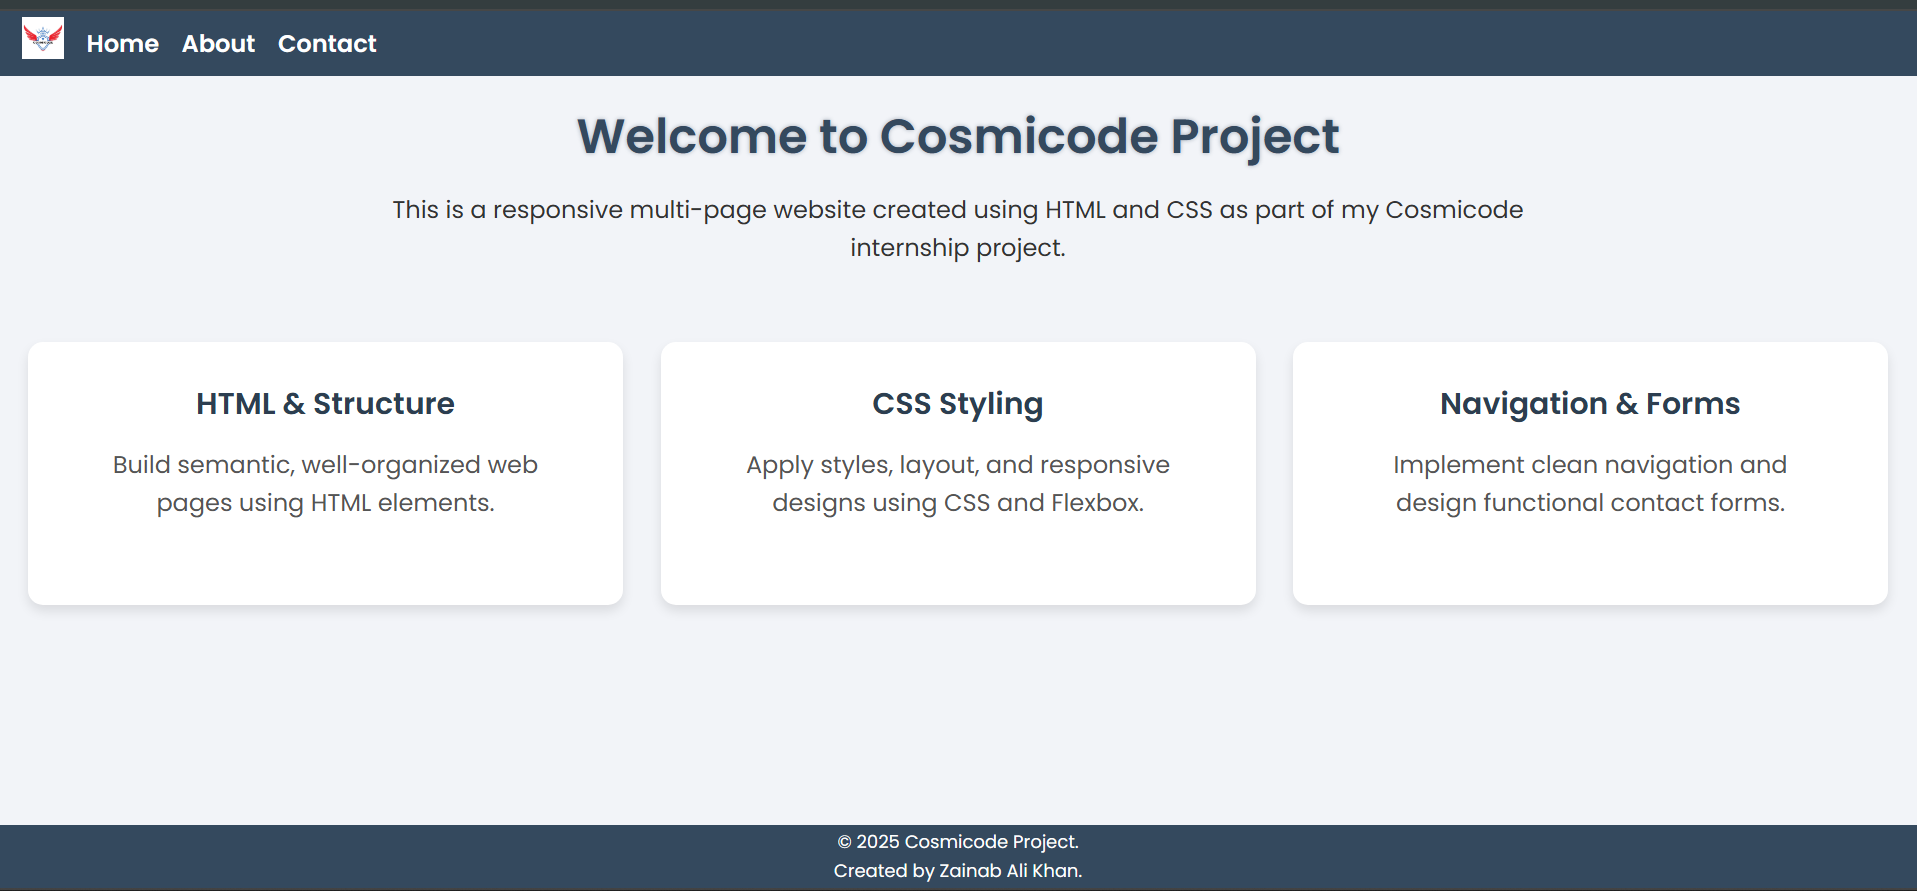 Home About Contact
Welcome to Cosmicode Project
This is a responsive multi-page website created using HTML and CSS as part of my Cosmicode
internship project.
HTML & Structure
Build semantic, well-organized web
pages using HTML elements.
CSS Styling
Apply styles, layout, and responsive
designs using CSS and Flexbox.
Navigation & Forms
Implement clean navigation and
design functional contact forms.
© 2025 Cosmicode Project.
Created by Zainab Ali Khan.